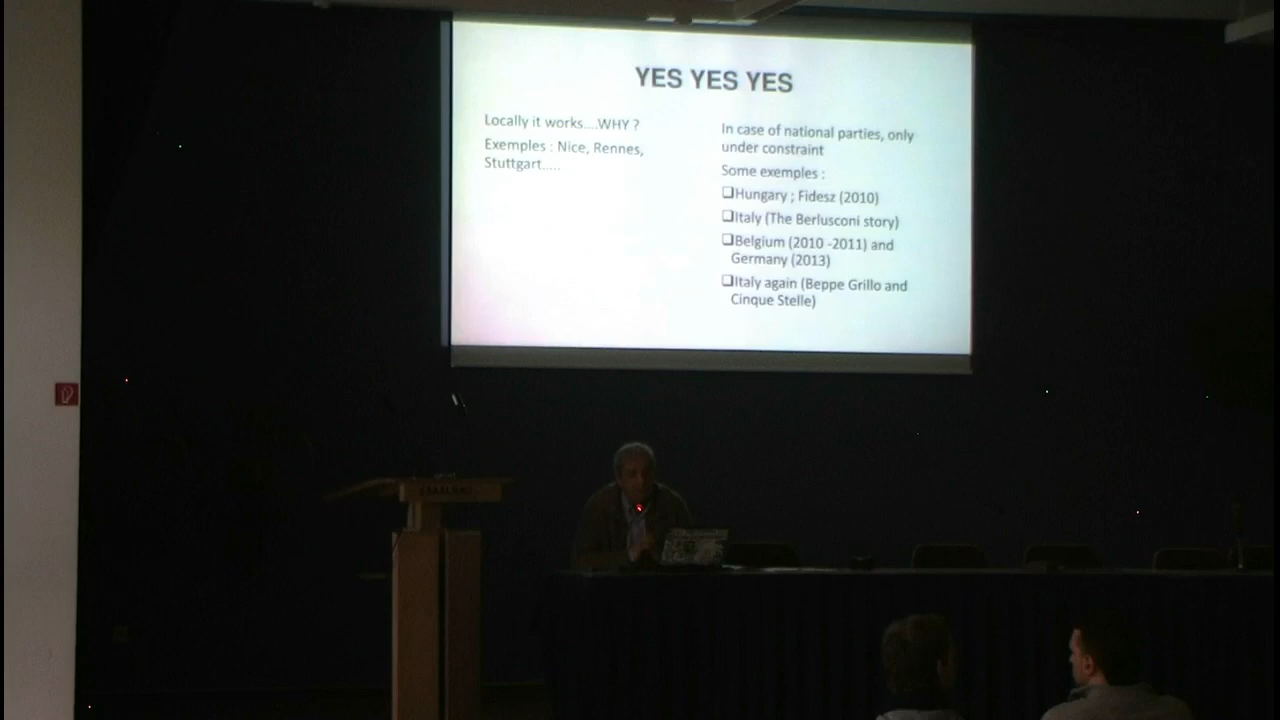 YES YES YES
Locally it works....WHY ?
Exemples : Nice, Rennes,
Stuttgart.....
In case of national parties, only
under constraint
Some exemples :
❑Hungary ; Fidesz (2010)
❑Italy (The Berlusconi story)
❑Belgium (2010 -2011) and
Germany (2013)
❑Italy again (Beppe Grillo and
Cinque Stelle)